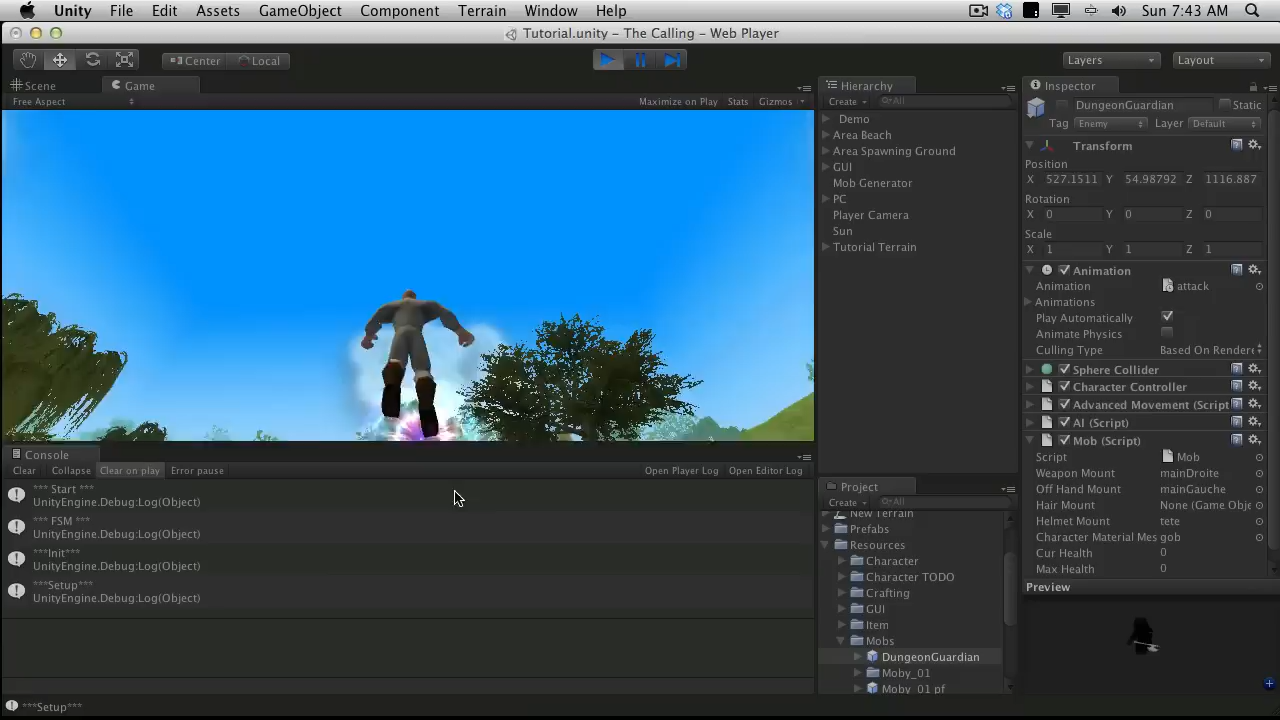 Unity File Edit Assets GameObject Component Terrain Window Help Sun 7:43 AM
Tutorial.unity – The Calling – Web Player
Center Local Layers Layout
Scene Game
Free Aspect Maximize on Play Stats Gizmos
Hierarchy
Create All
Demo
Area Beach
Area Spawning Ground
GUI
Mob Generator
PC
Player Camera
Sun
Tutorial Terrain
Inspector
DungeonGuardian Static
Tag Enemy Layer Default
Transform
Position
X 527.1511 Y 54.98792 Z 1116.887
Rotation
X 0 Y 0 Z 0
Scale
X 1 Y 1 Z 1
Animation
Animation attack
Animations
Play Automatically
Animate Physics
Culling Type Based On Rendere
Sphere Collider
Character Controller
Advanced Movement (Script
AI (Script)
Mob (Script)
Script Mob
Weapon Mount mainDroite
Off Hand Mount mainGauche
Hair Mount None (Game Obje
Helmet Mount tete
Character Material Mes gob
Cur Health 0
Max Health 0
Preview
Console
Clear Collapse Clear on play Error pause Open Player Log Open Editor Log
*** Start ***
UnityEngine.Debug:Log(Object)
*** FSM ***
UnityEngine.Debug:Log(Object)
***Init***
UnityEngine.Debug:Log(Object)
***Setup***
UnityEngine.Debug:Log(Object)
Project
Create All
New Terrain
Prefabs
Resources
Character
Character TODO
Crafting
GUI
Item
Mobs
DungeonGuardian
Moby_01
Moby_01 pf
***Setup***